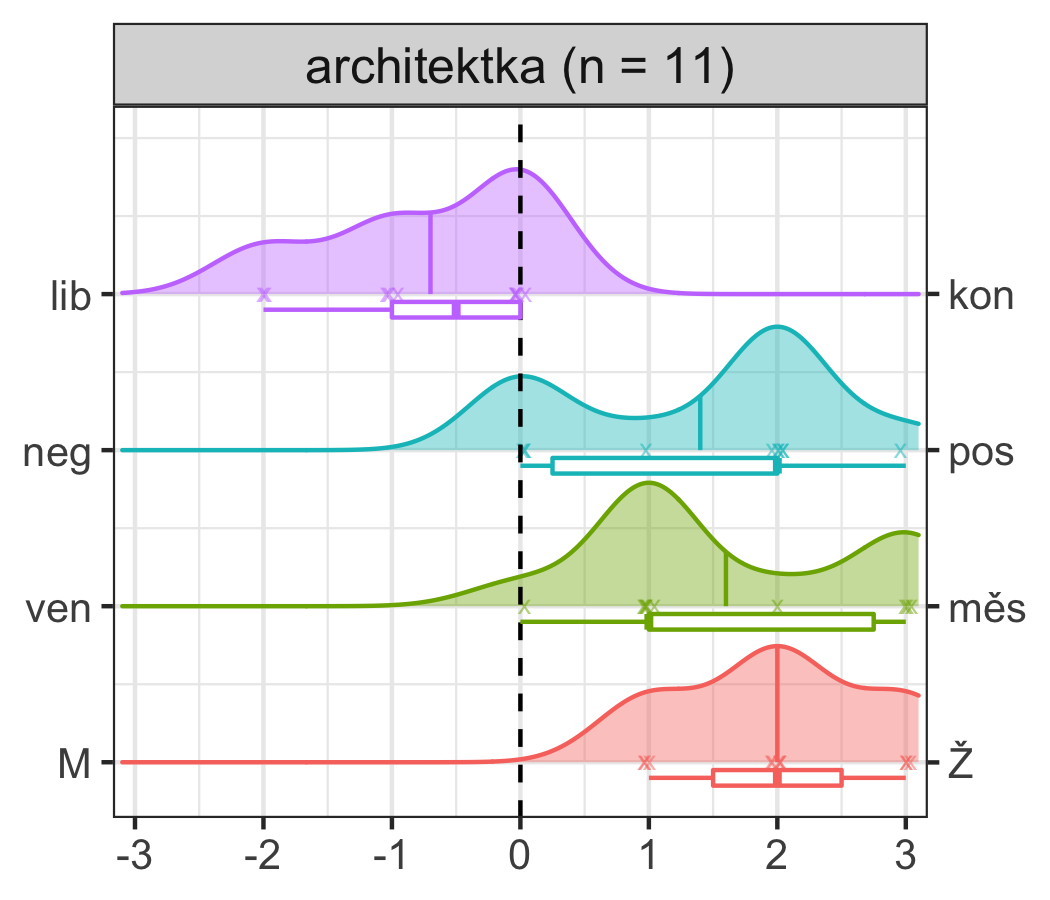 architektka (n = 11)
lib kon
neg pos
ven měs
M Ž
-3 -2 -1 0 1 2 3